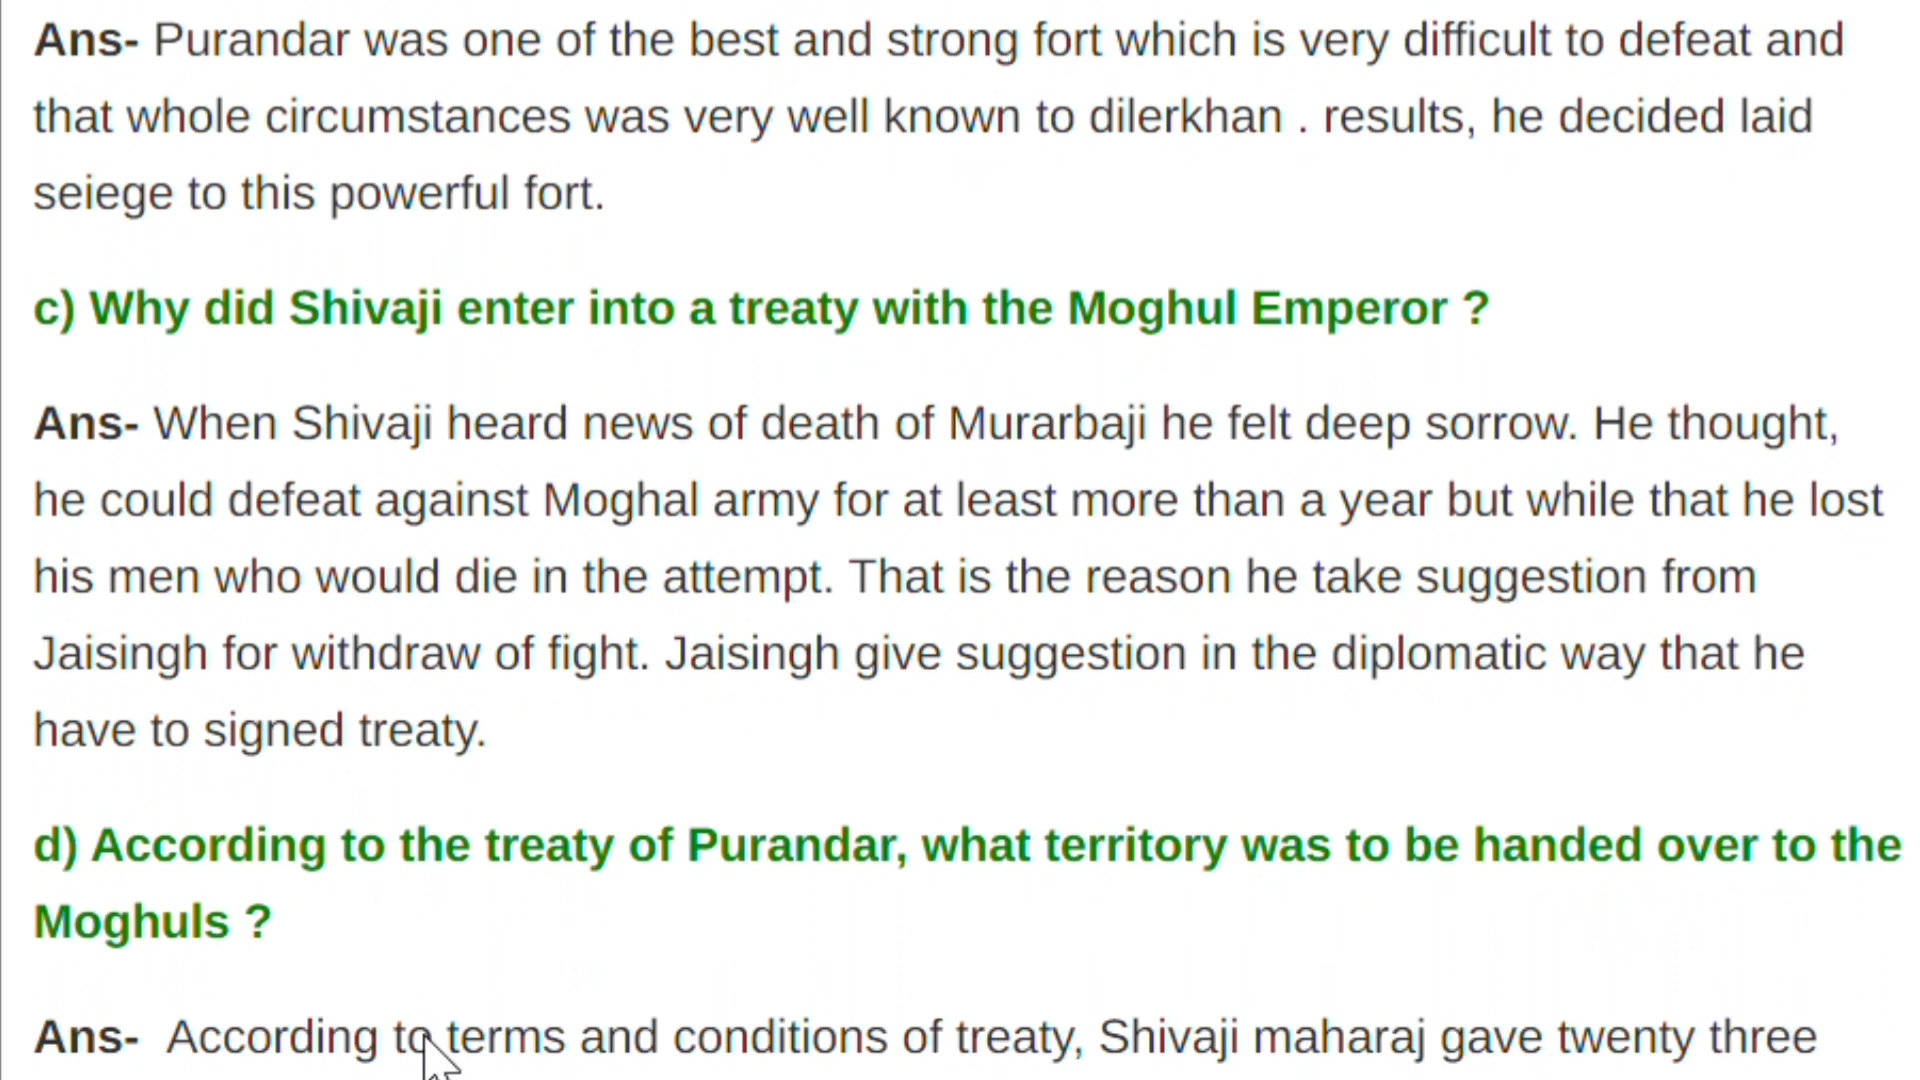 Ans- Purandar was one of the best and strong fort which is very difficult to defeat and
that whole circumstances was very well known to dilerkhan . results, he decided laid
seiege to this powerful fort.
c) Why did Shivaji enter into a treaty with the Moghul Emperor ?
Ans- When Shivaji heard news of death of Murarbaji he felt deep sorrow. He thought,
he could defeat against Moghal army for at least more than a year but while that he lost
his men who would die in the attempt. That is the reason he take suggestion from
Jaisingh for withdraw of fight. Jaisingh give suggestion in the diplomatic way that he
have to signed treaty.
d) According to the treaty of Purandar, what territory was to be handed over to the
Moghuls ?
Ans- According to terms and conditions of treaty, Shivaji maharaj gave twenty three